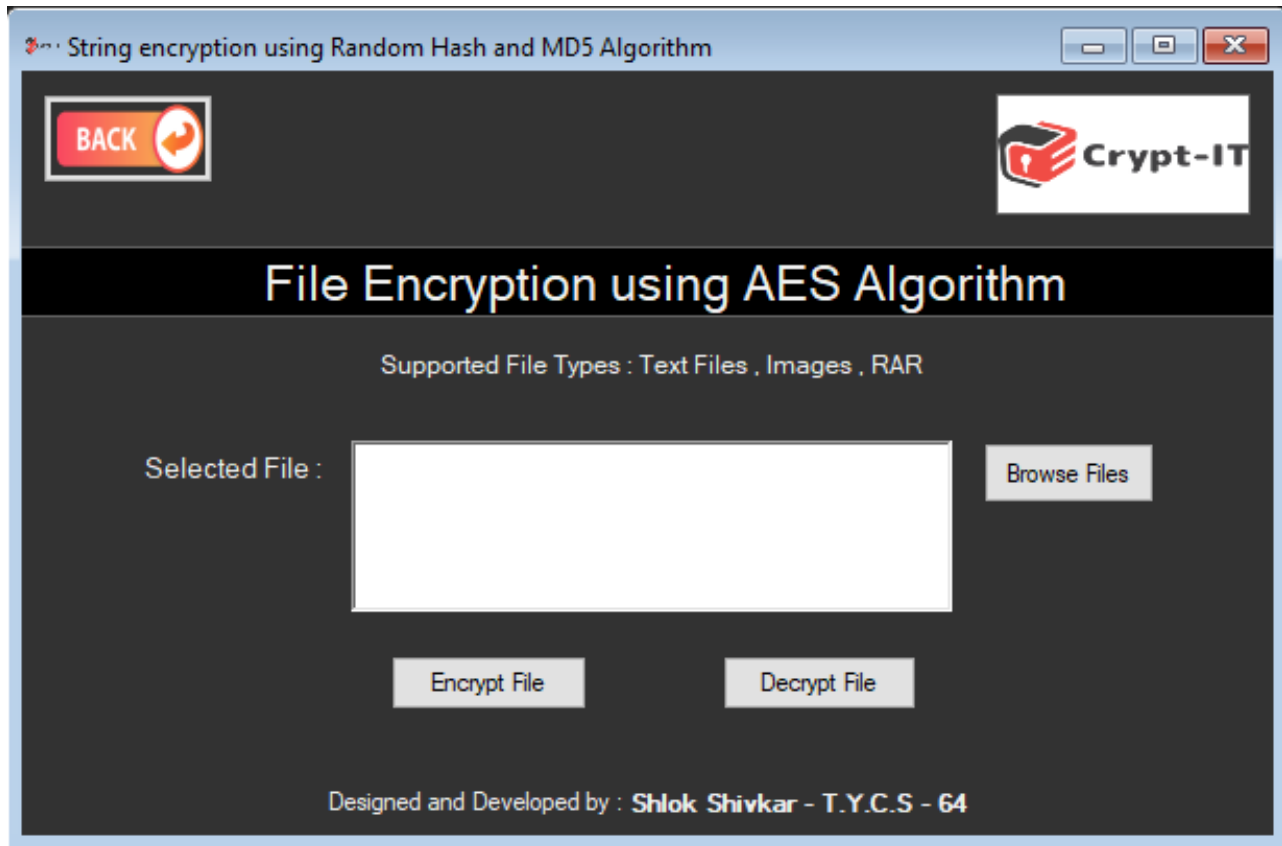 String encryption using Random Hash and MD5 Algorithm
BACK
Crypt-IT
File Encryption using AES Algorithm
Supported File Types : Text Files , Images , RAR
Selected File :
Browse Files
Encrypt File
Decrypt File
Designed and Developed by : Shlok Shivkar - T.Y.C.S - 64